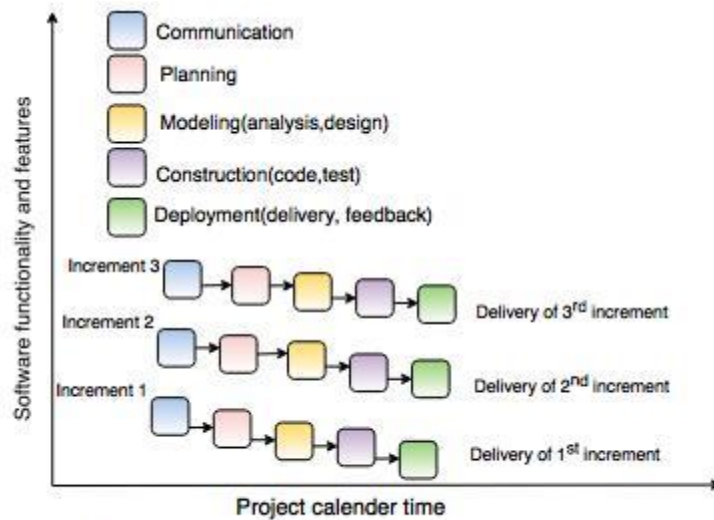 Communication
Planning
Modeling(analysis,design)
Construction(code,test)
Deployment(delivery, feedback)
Software functionality and features
Increment 3
Delivery of 3rd increment
Increment 2
Delivery of 2nd increment
Increment 1
Delivery of 1st increment
Project calender time